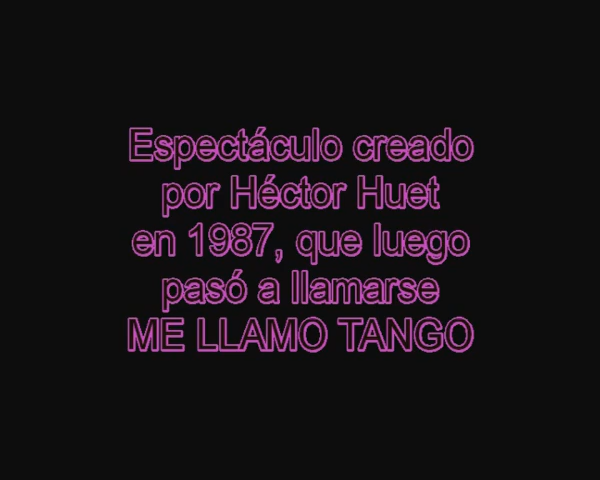 Espectáculo creado
por Héctor Huet
en 1987, que luego
pasó a llamarse
ME LLAMO TANGO